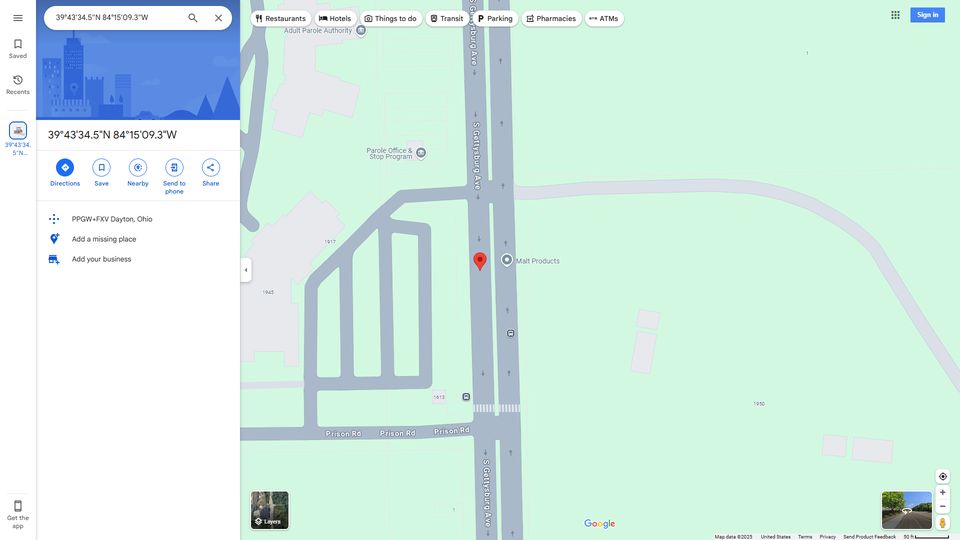 39°43'34.5"N 84°15'09.3"W
Restaurants
Hotels
Things to do
Transit
Parking
Pharmacies
ATMs
Sign in
Saved
Recents
39°43'34.
5"N...
39°43'34.5"N 84°15'09.3"W
Directions
Save
Nearby
Send to
phone
Share
PPGW+FXV Dayton, Ohio
Add a missing place
Add your business
Get the
app
Adult Parole Authority
S Gettysburg Ave
1
S Gettysburg Ave
Parole Office &
Stop Program
1917
Malt Products
1945
1613
1950
Prison Rd
Prison Rd
Prison Rd
S Gettysburg Ave
1
Layers
Google
Map data ©2025
United States
Terms
Privacy
Send Product Feedback
50 ft